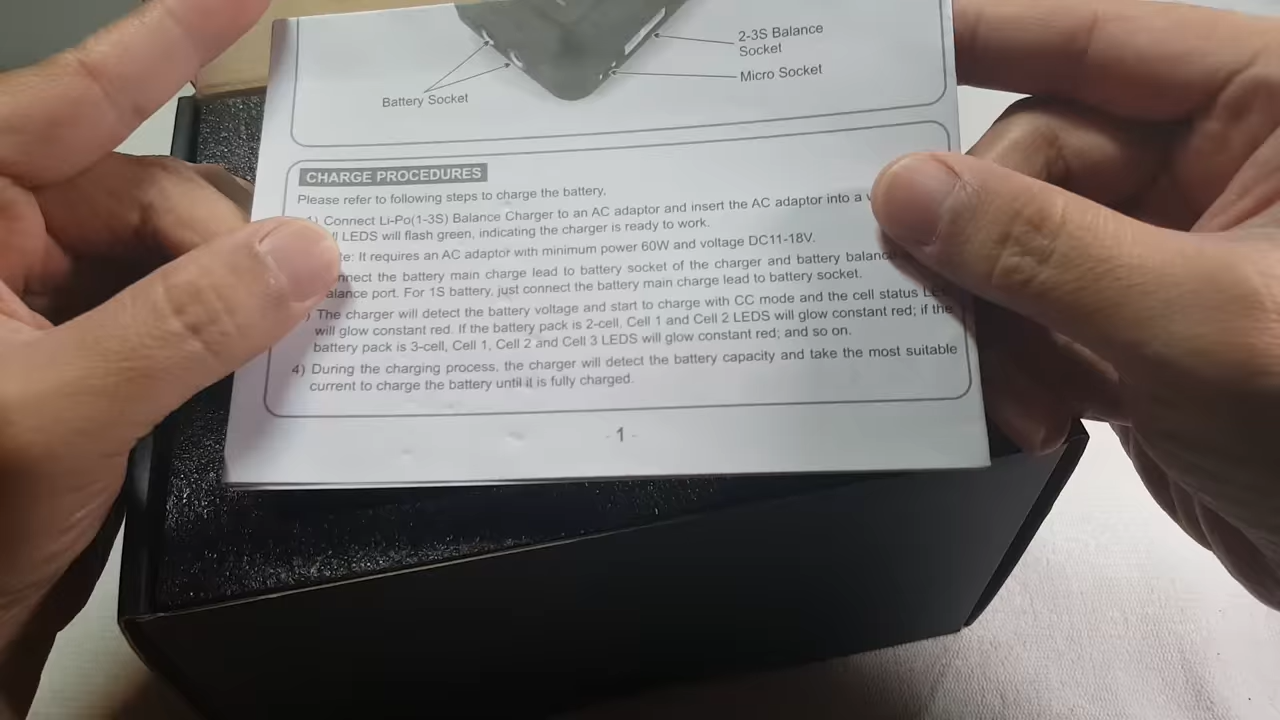 2-3S Balance
Socket
Micro Socket
Battery Socket
CHARGE PROCEDURES
Please refer to following steps to charge the battery,
1) Connect Li-Po(1-3S) Balance Charger to an AC adaptor and insert the AC adaptor into a
LEDS will flash green, indicating the charger is ready to work.
It requires an AC adaptor with minimum power 60W and voltage DC11-18V.
the battery main charge lead to battery socket of the charger and battery
port. For 1S battery, just connect the battery main charge lead to battery socket.
) The charger will detect the battery voltage and start to charge with CC mode and the cell status
will glow constant red. If the battery pack is 2-cell, Cell 1 and Cell 2 LEDS will glow constant red; if the
battery pack is 3-cell, Cell 1, Cell 2 and Cell 3 LEDS will glow constant red; and so on.
4) During the charging process, the charger will detect the battery capacity and take the most suitable
current to charge the battery until it is fully charged.
- 1 -